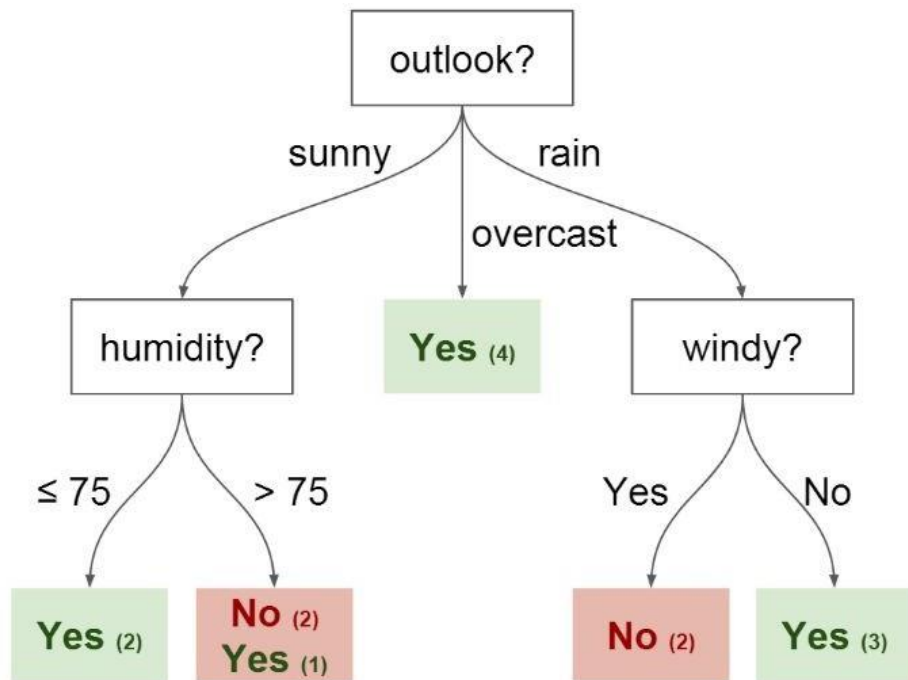 outlook?
sunny
rain
overcast
humidity?
Yes (4)
windy?
≤ 75
> 75
Yes
No
Yes (2)
No (2)
Yes (1)
No (2)
Yes (3)